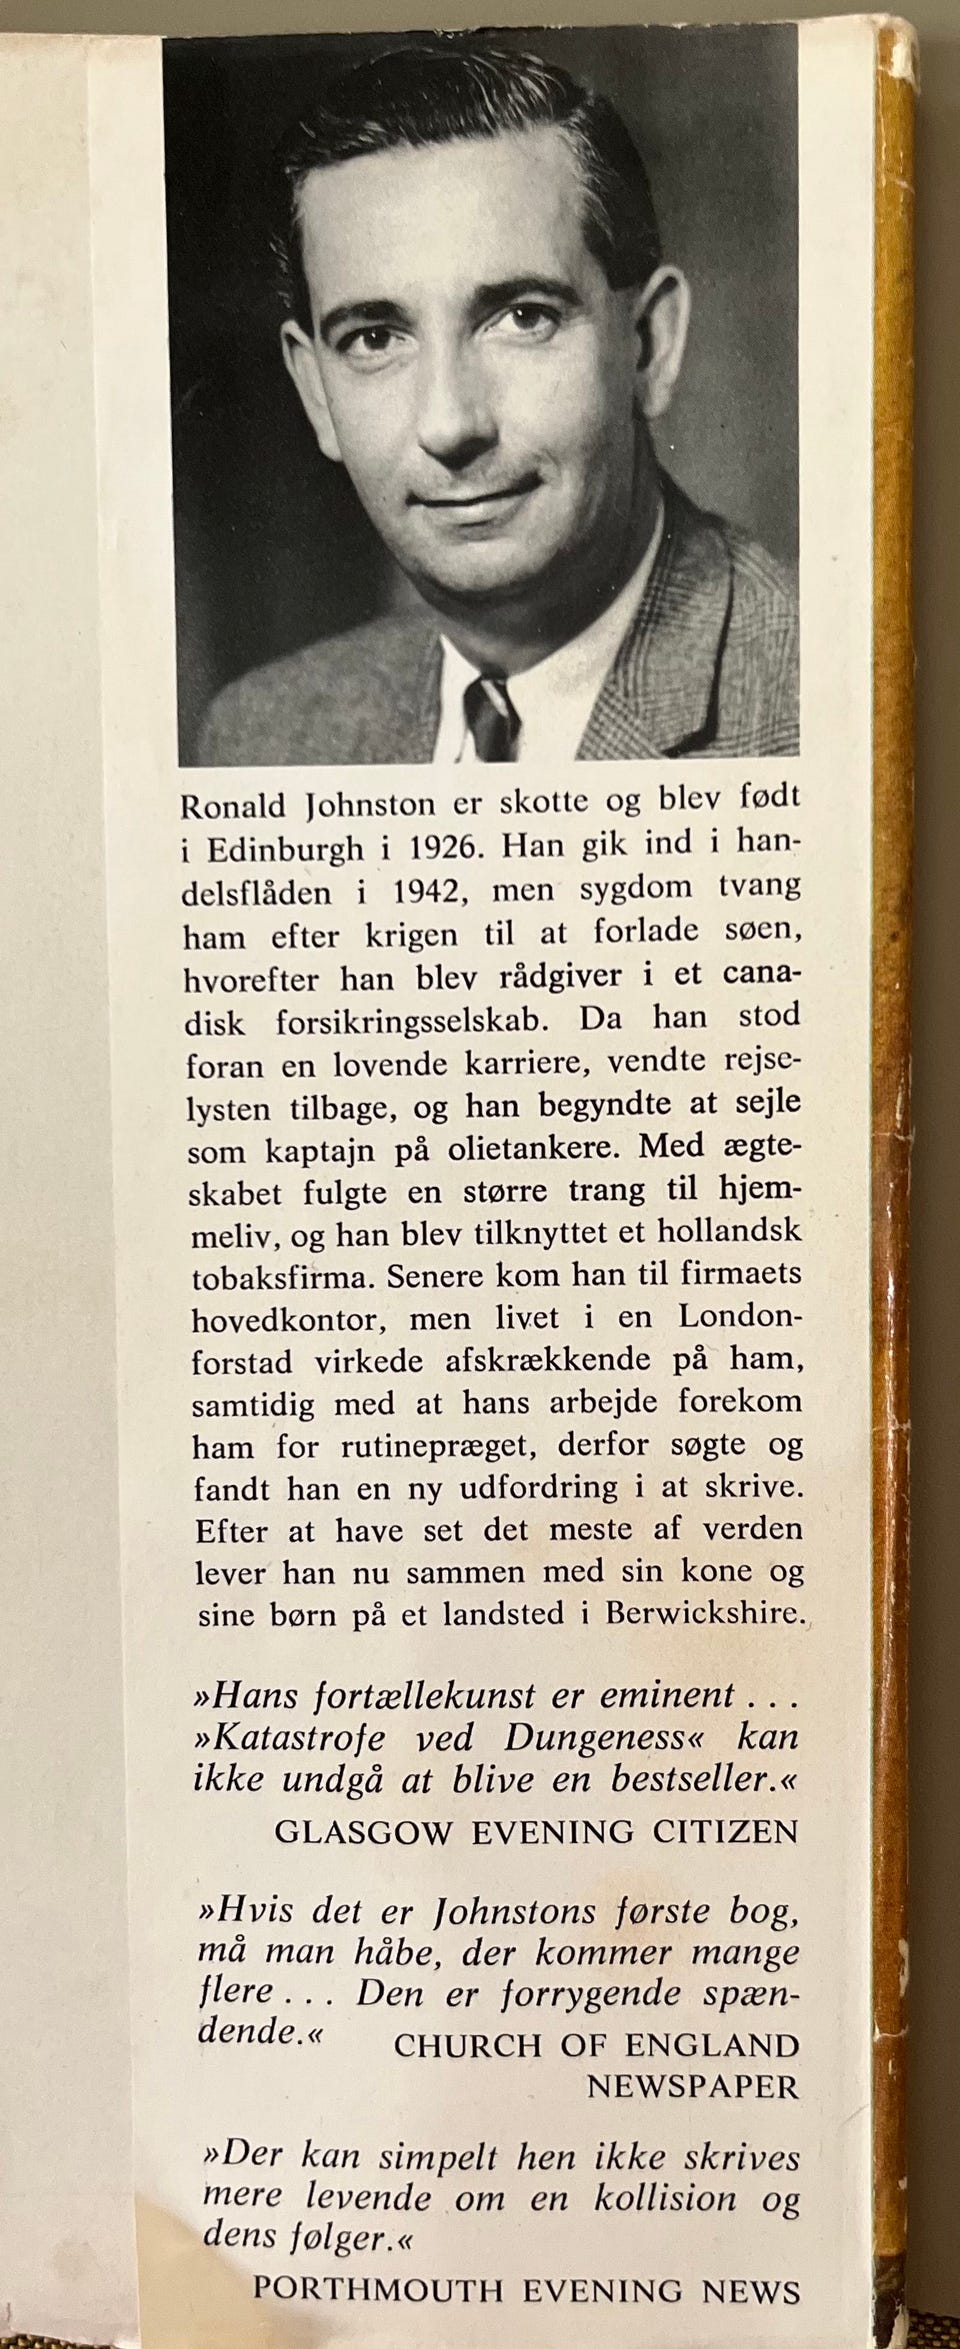 Ronald Johnston er skotte og blev født
i Edinburgh i 1926. Han gik ind i han-
delsflåden i 1942, men sygdom tvang
ham efter krigen til at forlade søen,
hvorefter han blev rådgiver i et cana-
disk forsikringsselskab. Da han stod
foran en lovende karriere, vendte rejse-
lysten tilbage, og han begyndte at sejle
som kaptajn på olietankere. Med ægte-
skabet fulgte en større trang til hjem-
meliv, og han blev tilknyttet et hollandsk
tobaksfirma. Senere kom han til firmaets
hovedkontor, men livet i en London-
forstad virkede afskrækkende på ham,
samtidig med at hans arbejde forekom
ham for rutinepræget, derfor søgte og
fandt han en ny udfordring i at skrive.
Efter at have set det meste af verden
lever han nu sammen med sin kone og
sine børn på et landsted i Berwickshire.
»Hans fortællekunst er eminent . . .
»Katastrofe ved Dungeness« kan
ikke undgå at blive en bestseller.«
GLASGOW EVENING CITIZEN
»Hvis det er Johnstons første bog,
må man håbe, der kommer mange
flere . . . Den er forrygende spæn-
dende.«
CHURCH OF ENGLAND
NEWSPAPER
»Der kan simpelt hen ikke skrives
mere levende om en kollision og
dens følger.«
PORTHMOUTH EVENING NEWS